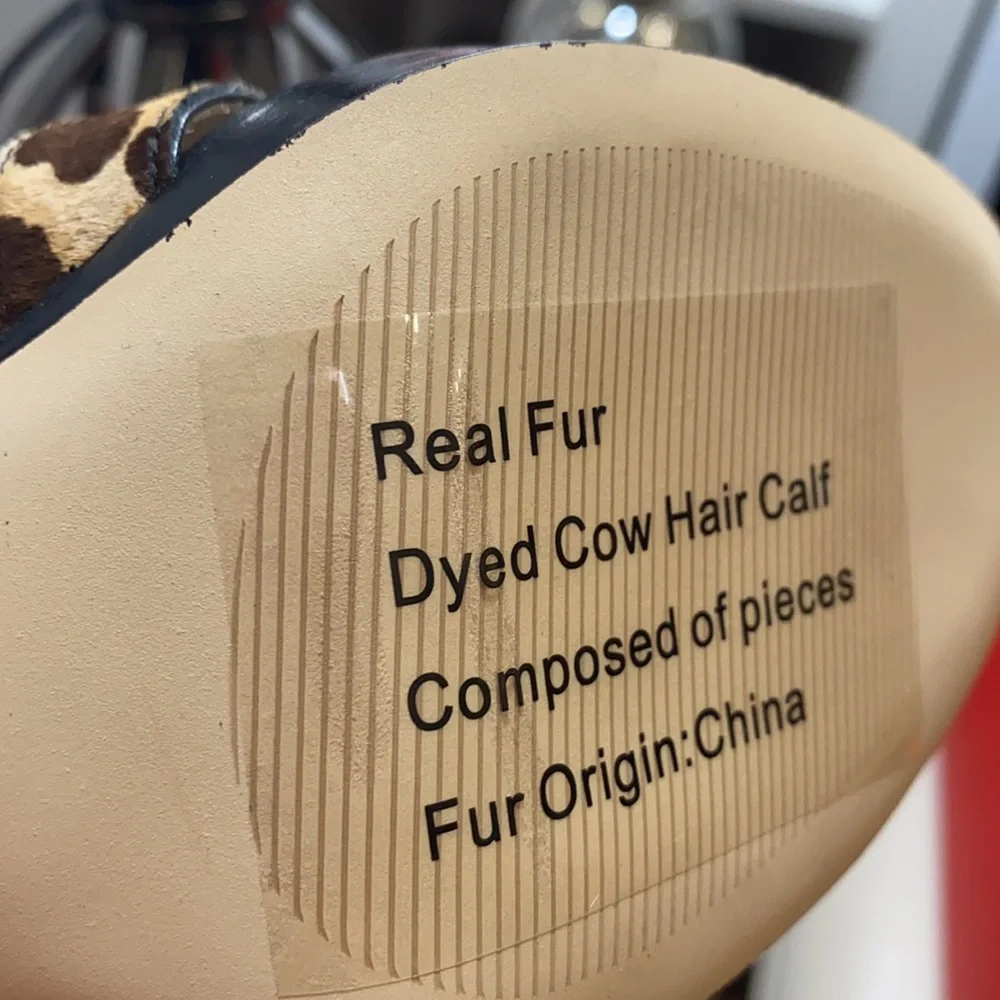 Real Fur
Dyed Cow Hair Calf
Composed of pieces
Fur Origin:China